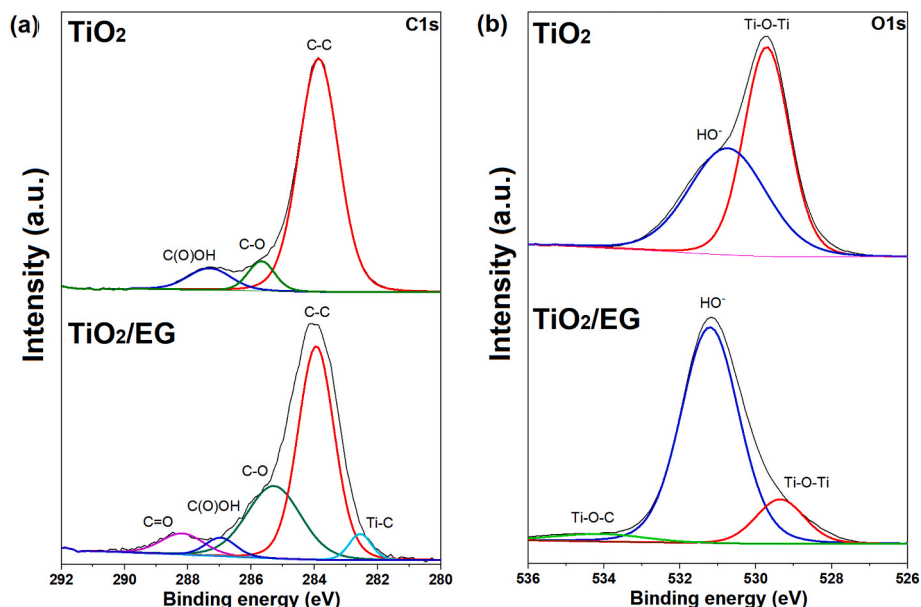 (a)
TiO2
C1s
C-C
C-O
C(O)OH
TiO2/EG
C-C
C-O
C(O)OH
C=O
Ti-C
Intensity (a.u.)
292 290 288 286 284 282 280
Binding energy (eV)
(b)
TiO2
O1s
Ti-O-Ti
HO-
TiO2/EG
HO-
Ti-O-Ti
Ti-O-C
Intensity (a.u.)
536 534 532 530 528 526
Binding energy (eV)